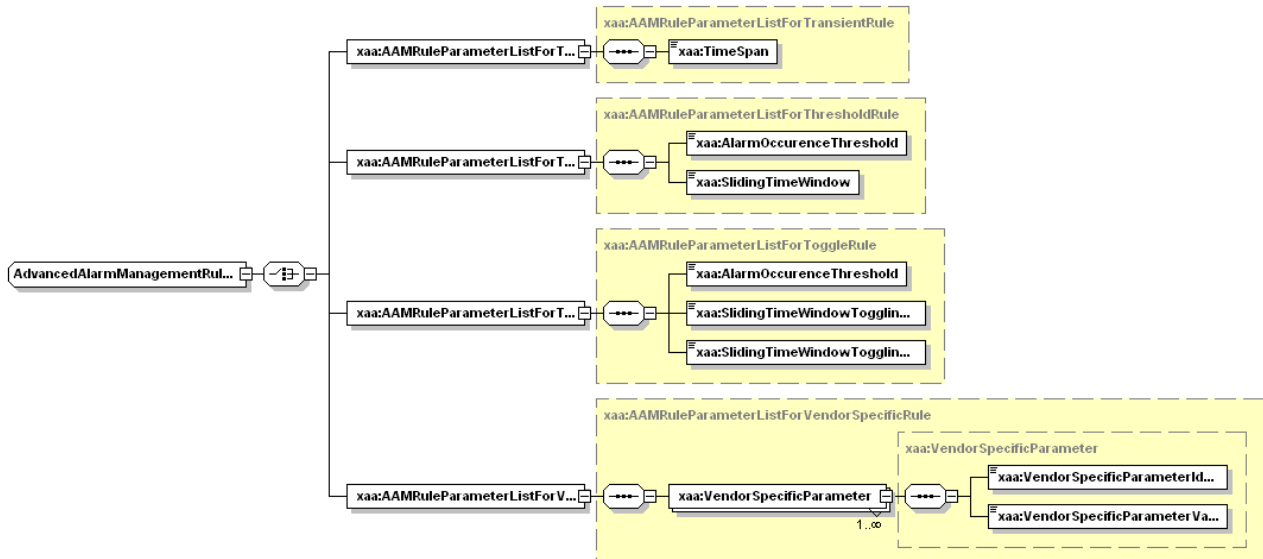 xaa:AAMRuleParameterListForTransientRule
xaa:AAMRuleParameterListForT...
xaa:TimeSpan
xaa:AAMRuleParameterListForThresholdRule
xaa:AlarmOccurenceThreshold
xaa:AAMRuleParameterListForT...
xaa:SlidingTimeWindow
xaa:AAMRuleParameterListForToggleRule
AdvancedAlarmManagementRul...
xaa:AlarmOccurenceThreshold
xaa:AAMRuleParameterListForT...
xaa:SlidingTimeWindowTogglin...
xaa:SlidingTimeWindowTogglin...
xaa:AAMRuleParameterListForVendorSpecificRule
xaa:VendorSpecificParameter
xaa:VendorSpecificParameterId...
xaa:AAMRuleParameterListForV...
xaa:VendorSpecificParameter
1..∞
xaa:VendorSpecificParameterVa...